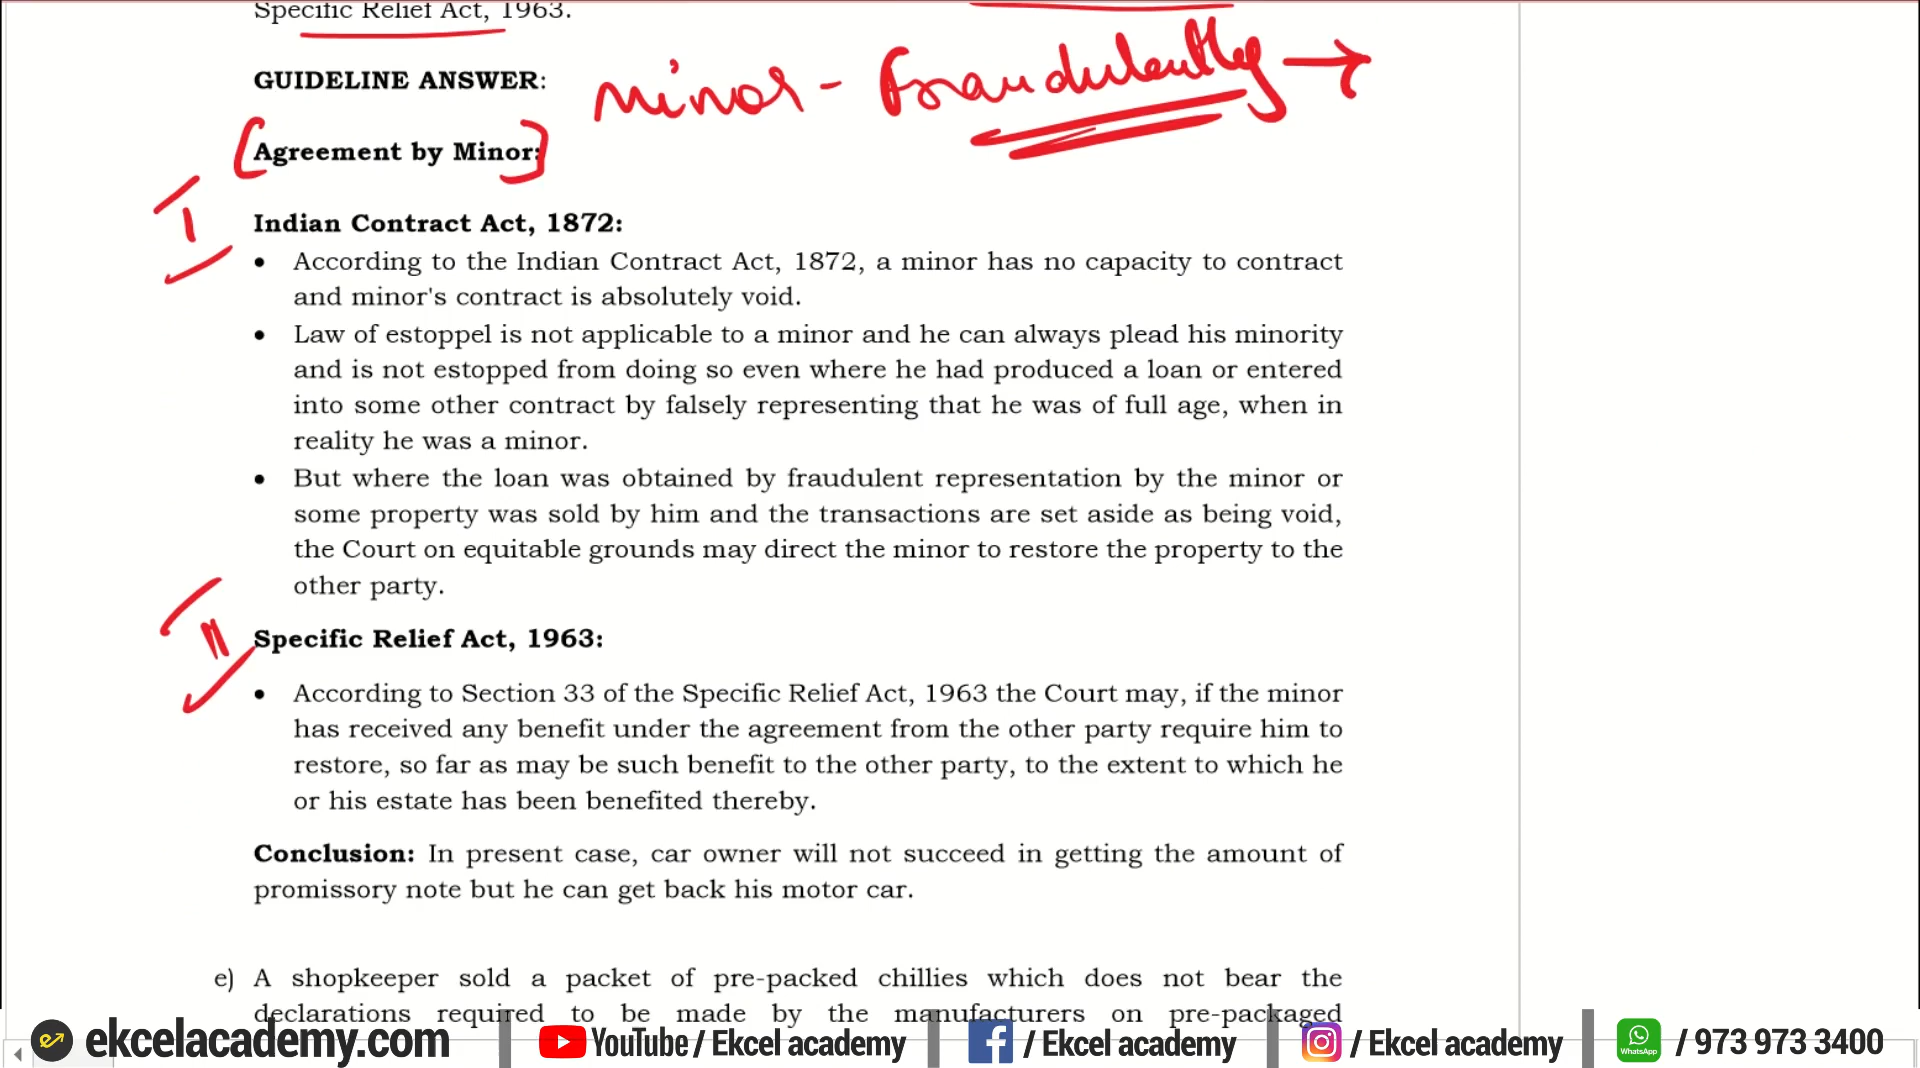 Specific Relief Act, 1963.
GUIDELINE ANSWER:
minor - Fraudulently →
[Agreement by Minor:]
I
Indian Contract Act, 1872:
• According to the Indian Contract Act, 1872, a minor has no capacity to contract
and minor's contract is absolutely void.
• Law of estoppel is not applicable to a minor and he can always plead his minority
and is not estopped from doing so even where he had produced a loan or entered
into some other contract by falsely representing that he was of full age, when in
reality he was a minor.
• But where the loan was obtained by fraudulent representation by the minor or
some property was sold by him and the transactions are set aside as being void,
the Court on equitable grounds may direct the minor to restore the property to the
other party.
II
Specific Relief Act, 1963:
• According to Section 33 of the Specific Relief Act, 1963 the Court may, if the minor
has received any benefit under the agreement from the other party require him to
restore, so far as may be such benefit to the other party, to the extent to which he
or his estate has been benefited thereby.
Conclusion: In present case, car owner will not succeed in getting the amount of
promissory note but he can get back his motor car.
e) A shopkeeper sold a packet of pre-packed chillies which does not bear the
declarations required to be made by the manufacturers on pre-packaged
ekcelacademy.com YouTube / Ekcel academy / Ekcel academy / Ekcel academy WhatsApp / 973 973 3400